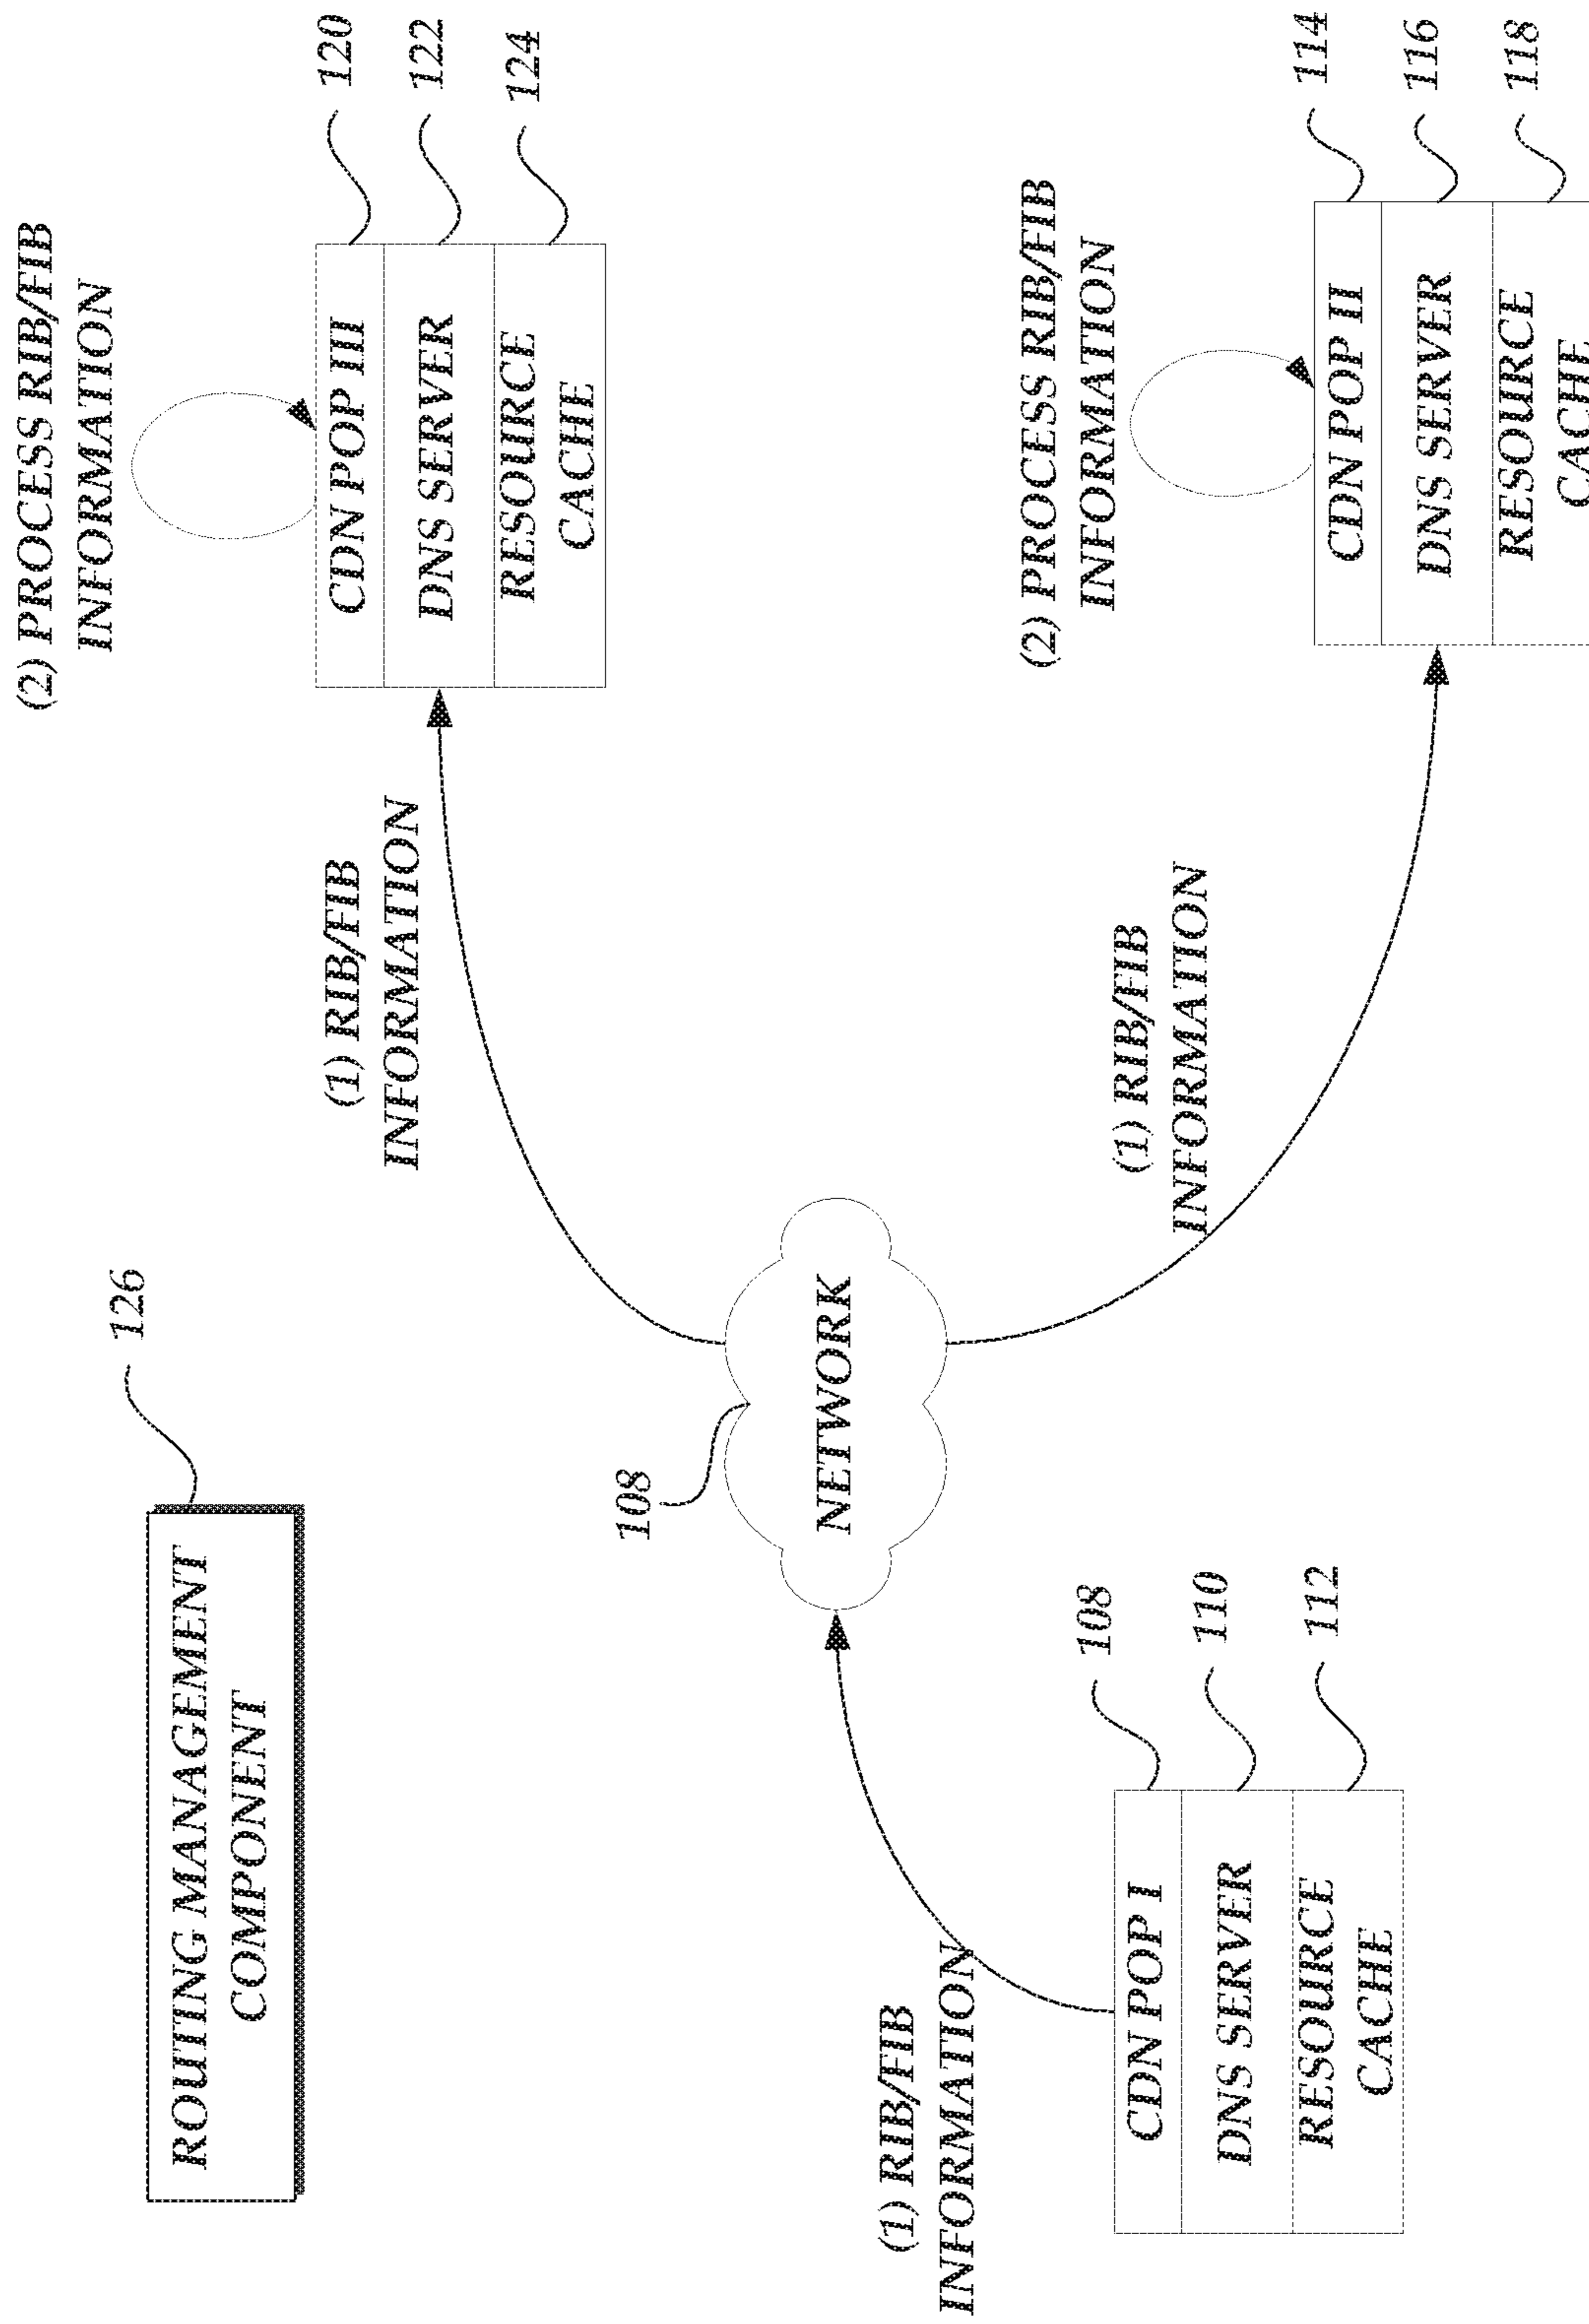 ROUTING MANAGEMENT
COMPONENT
126
(2) PROCESS RIB/FIB
INFORMATION
CDN POP III
120
DNS SERVER
122
RESOURCE
CACHE
124
(1) RIB/FIB
INFORMATION
108
NETWORK
(1) RIB/FIB
INFORMATION
CDN POP I
108
DNS SERVER
110
RESOURCE
CACHE
112
(1) RIB/FIB
INFORMATION
(2) PROCESS RIB/FIB
INFORMATION
CDN POP II
114
DNS SERVER
116
RESOURCE
CACHE
118